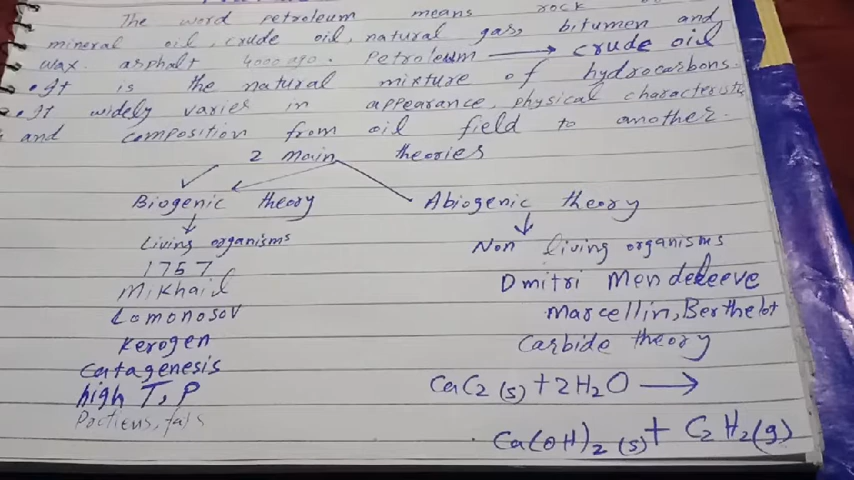 The word petroleum means rock
mineral oil, crude oil, natural gas, bitumen and
wax. asphalt 4000 ago. Petroleum → crude oil
• It is the natural mixture of hydrocarbons.
• It widely varies in appearance, physical characterists
and composition from oil field to another.
2 main theories
Biogenic theory
Living organisms
1757
Mikhail
Lomonosov
Kerogen
Catagenesis
high T, P
Abiogenic theory
Non living organisms
Dmitri Mendeleeve
Marcellin, Berthelot
Carbide theory
CaC2 (s) + 2H2O →
Ca(OH)2 (s) + C2H2(g)